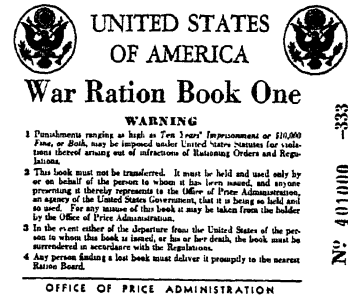 UNITED STATES
OF AMERICA
War Ration Book One
WARNING
1 Punishments ranging as high as Ten Years' Imprisonment or $10,000
Fine, or Both, may be imposed under United States Statutes for viola-
tions thereof arising out of infractions of Rationing Orders and Regu-
lations.
2 This book must not be transferred. It must be held and used only by
or on behalf of the person to whom it has been issued, and anyone
presenting it thereby represents to the Office of Price Administration,
an agency of the United States Government, that it is being so held and
so used. For any misuse of this book it may be taken from the holder
by the Office of Price Administration.
3 In the event either of the departure from the United States of the per-
son to whom this book is issued, or his or her death, the book must be
surrendered in accordance with the Regulations.
4 Any person finding a lost book must deliver it promptly to the nearest
Ration Board.
OFFICE OF PRICE ADMINISTRATION
Nº 401000 -333